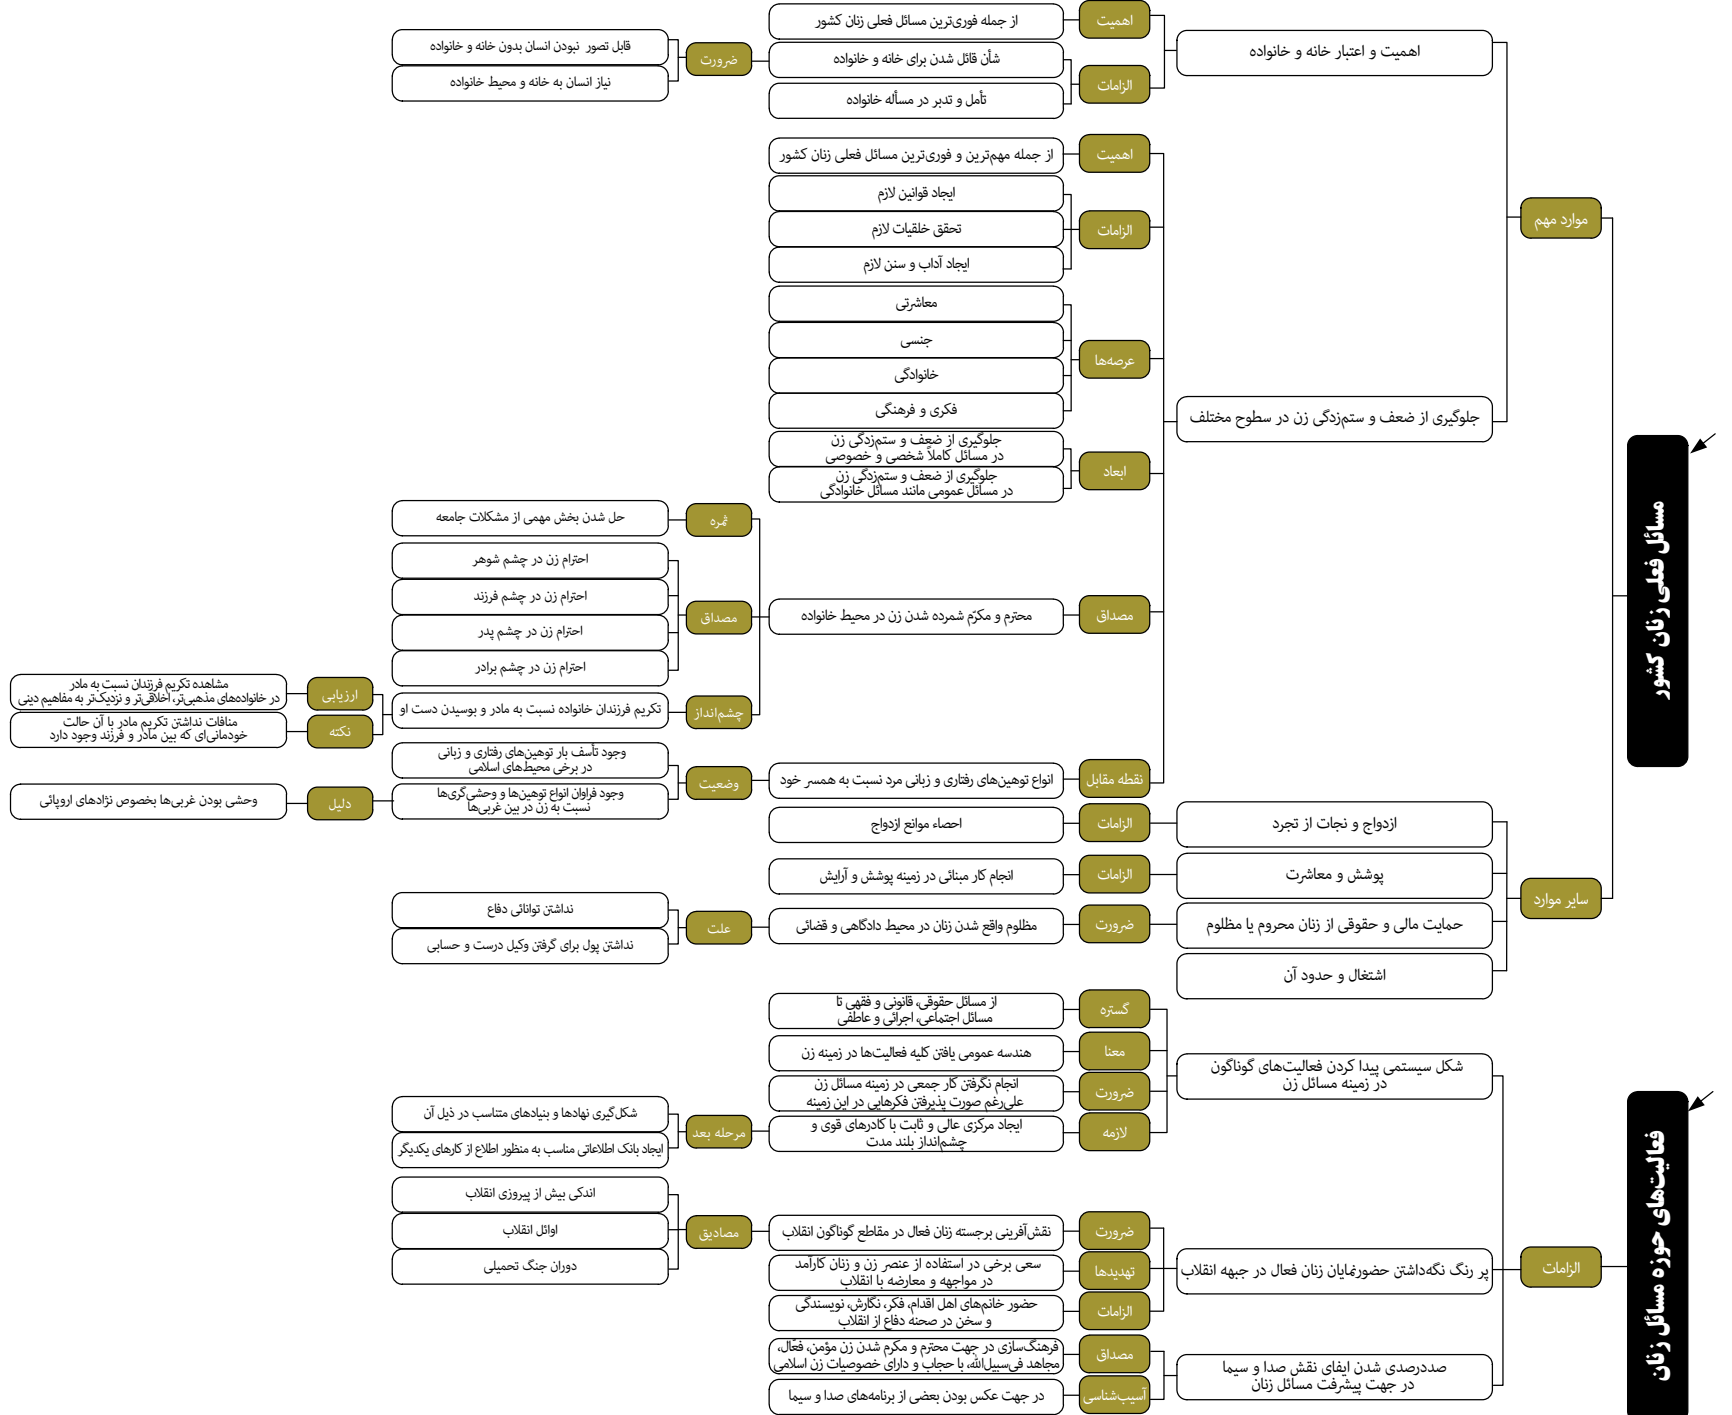 مسائل فعلی زنان کشور
موارد مهم
اهمیت و اعتبار خانه و خانواده
اهمیت
از جمله فوری‌ترین مسائل فعلی زنان کشور
الزامات
شأن قائل شدن برای خانه و خانواده
ضرورت
قابل تصور نبودن انسان بدون خانه و خانواده
نیاز انسان به خانه و محیط خانواده
تأمل و تدبر در مسأله خانواده
جلوگیری از ضعف و ستم‌زدگی زن در سطوح مختلف
اهمیت
از جمله مهم‌ترین و فوری‌ترین مسائل فعلی زنان کشور
الزامات
ایجاد قوانین لازم
تحقق خلقیات لازم
ایجاد آداب و سنن لازم
عرصه‌ها
معاشرتی
جنسی
خانوادگی
فکری و فرهنگی
ابعاد
جلوگیری از ضعف و ستم‌زدگی زن
در مسائل کاملاً شخصی و خصوصی
جلوگیری از ضعف و ستم‌زدگی زن
در مسائل عمومی مانند مسائل خانوادگی
مصداق
محترم و مکرّم شمرده شدن زن در محیط خانواده
ثمره
حل شدن بخش مهمی از مشکلات جامعه
مصداق
احترام زن در چشم شوهر
احترام زن در چشم فرزند
احترام زن در چشم پدر
احترام زن در چشم برادر
چشم‌انداز
تکریم فرزندان خانواده نسبت به مادر و بوسیدن دست او
ارزیابی
مشاهده تکریم فرزندان نسبت به مادر
در خانواده‌های مذهبی‌تر، اخلاقی‌تر و نزدیک‌تر به مفاهیم دینی
نکته
منافات نداشتن تکریم مادر با آن حالت
خودمانی‌ای که بین مادر و فرزند وجود دارد
نقطه مقابل
انواع توهین‌های رفتاری و زبانی مرد نسبت به همسر خود
وضعیت
وجود تأسف بار توهین‌های رفتاری و زبانی
در برخی محیط‌های اسلامی
وجود فراوان انواع توهین‌ها و وحشی‌گری‌ها
نسبت به زن در بین غربی‌ها
دلیل
وحشی بودن غربی‌ها بخصوص نژادهای اروپائی
سایر موارد
ازدواج و نجات از تجرد
الزامات
احصاء موانع ازدواج
پوشش و معاشرت
الزامات
انجام کار مبنائی در زمینه پوشش و آرایش
حمایت مالی و حقوقی از زنان محروم یا مظلوم
ضرورت
مظلوم واقع شدن زنان در محیط دادگاهی و قضائی
علت
نداشتن توانائی دفاع
نداشتن پول برای گرفتن وکیل درست و حسابی
اشتغال و حدود آن
فعالیت‌های حوزه مسائل زنان
الزامات
شکل سیستمی پیدا کردن فعالیت‌های گوناگون
در زمینه مسائل زن
گستره
از مسائل حقوقی، قانونی و فقهی تا
مسائل اجتماعی، اجرائی و عاطفی
معنا
هندسه عمومی یافتن کلیه فعالیت‌ها در زمینه زن
ضرورت
انجام نگرفتن کار جمعی در زمینه مسائل زن
علی‌رغم صورت پذیرفتن فکرهایی در این زمینه
لازمه
ایجاد مرکزی عالی و ثابت با کادرهای قوی و
چشم‌انداز بلند مدت
مرحله بعد
شکل‌گیری نهادها و بنیادهای متناسب در ذیل آن
ایجاد بانک اطلاعاتی مناسب به منظور اطلاع از کارهای یکدیگر
پر رنگ نگه‌داشتن حضورنمایان زنان فعال در جبهه انقلاب
ضرورت
نقش‌آفرینی برجسته زنان فعال در مقاطع گوناگون انقلاب
مصادیق
اندکی بیش از پیروزی انقلاب
اوائل انقلاب
دوران جنگ تحمیلی
تهدیدها
سعی برخی در استفاده از عنصر زن و زنان کارآمد
در مواجهه و معارضه با انقلاب
الزامات
حضور خانم‌های اهل اقدام، فکر، نگارش، نویسندگی
و سخن در صحنه دفاع از انقلاب
صددرصدی شدن ایفای نقش صدا و سیما
در جهت پیشرفت مسائل زنان
مصداق
فرهنگ‌سازی در جهت محترم و مکرم شدن زن مؤمن، فعّال،
مجاهد فی‌سبیل‌الله، با حجاب و دارای خصوصیات زن اسلامی
آسیب‌شناسی
در جهت عکس بودن بعضی از برنامه‌های صدا و سیما